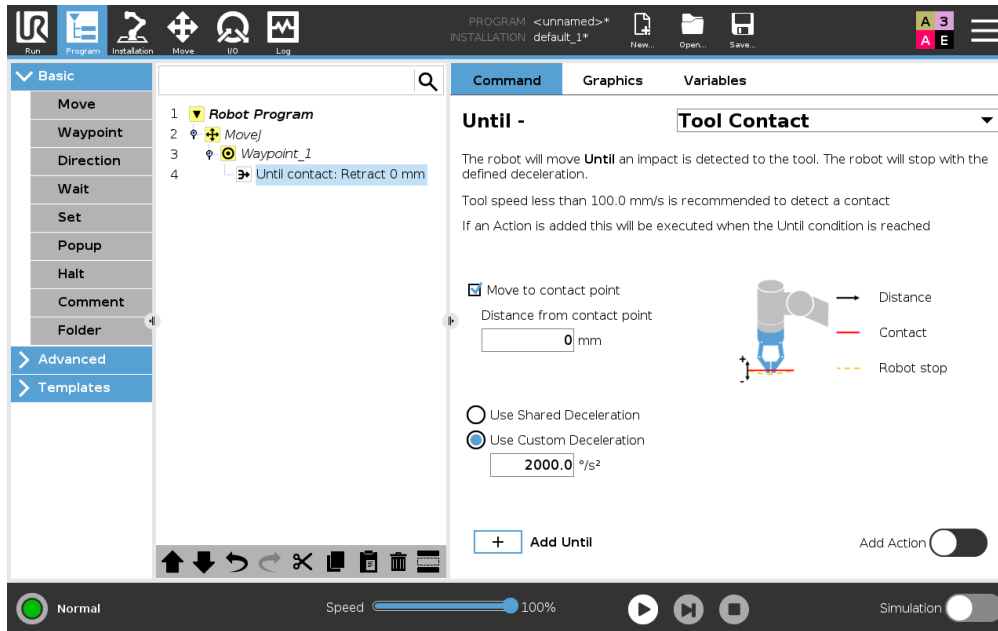 PROGRAM <unnamed>*
INSTALLATION default_1*
UR
Run
Program
Installation
Move
I/O
Log
New...
Open...
Save...
A 3
A E
Basic
Move
Waypoint
Direction
Wait
Set
Popup
Halt
Comment
Folder
Advanced
Templates
1 Robot Program
2 MoveJ
3 Waypoint_1
4 Until contact: Retract 0 mm
Command Graphics Variables
Until - Tool Contact
The robot will move Until an impact is detected to the tool. The robot will stop with the
defined deceleration.
Tool speed less than 100.0 mm/s is recommended to detect a contact
If an Action is added this will be executed when the Until condition is reached
Move to contact point
Distance from contact point
0 mm
+
-
Distance
Contact
Robot stop
Use Shared Deceleration
Use Custom Deceleration
2000.0 °/s²
+ Add Until
Add Action
Normal
Speed 100%
Simulation